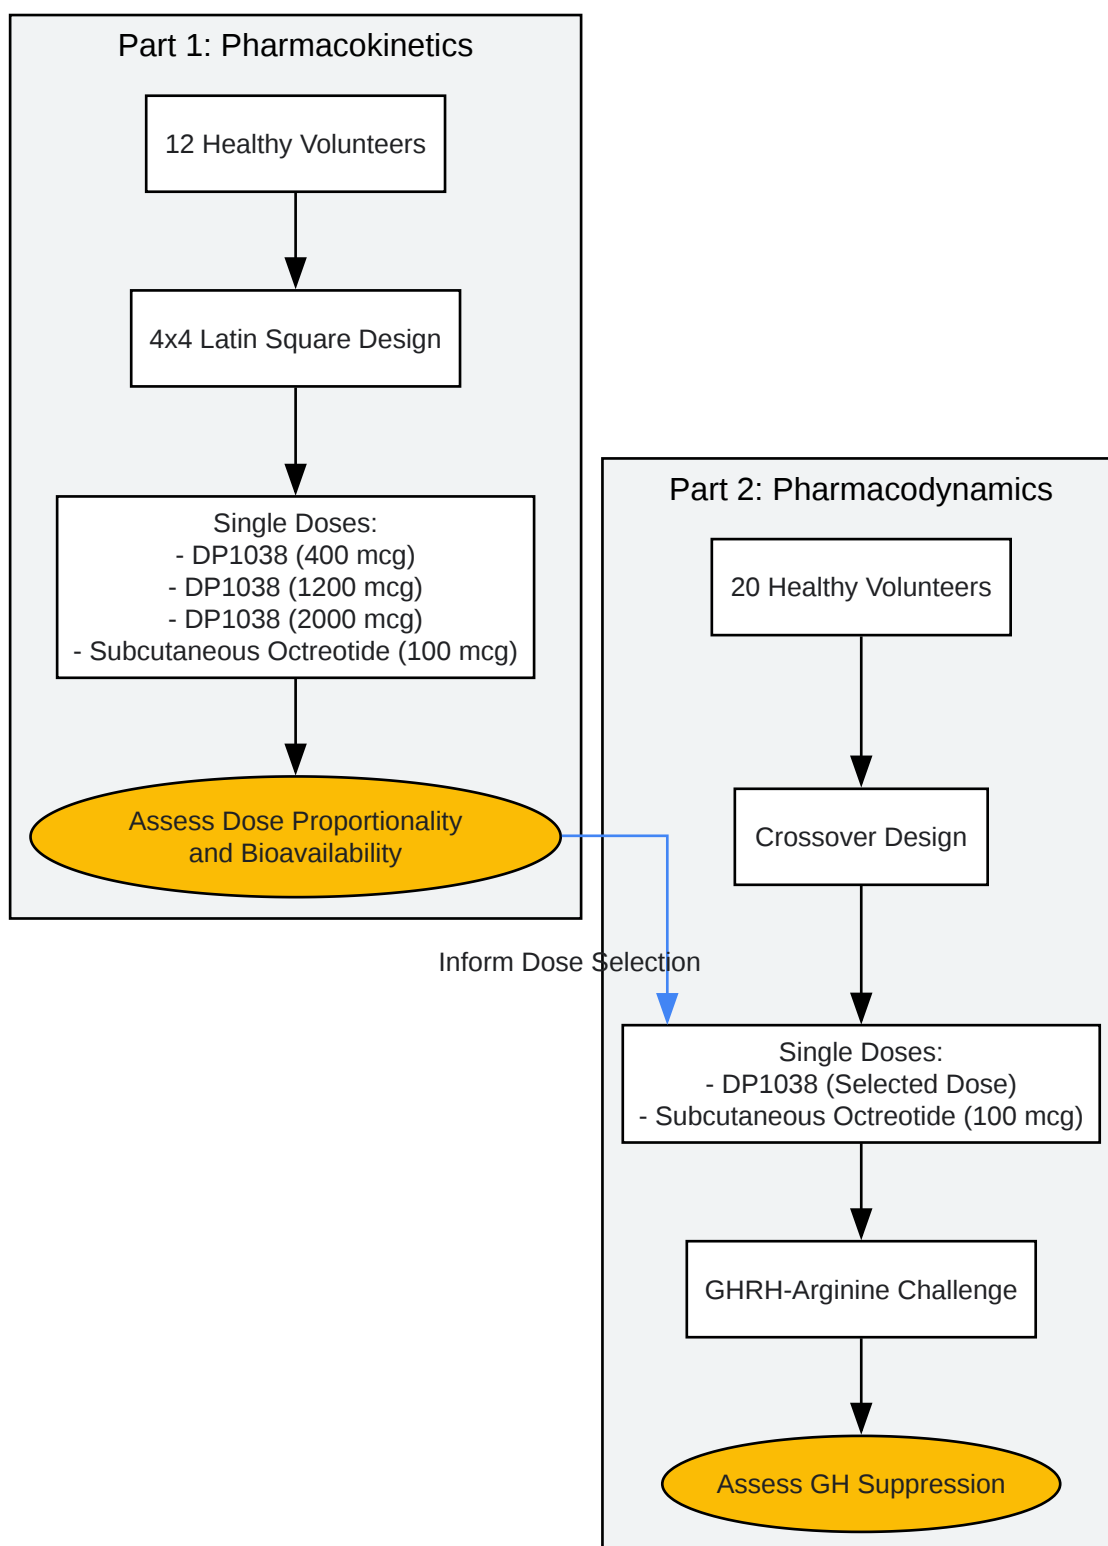 Part 1: Pharmacokinetics
12 Healthy Volunteers
4x4 Latin Square Design
Single Doses:
- DP1038 (400 mcg)
- DP1038 (1200 mcg)
- DP1038 (2000 mcg)
- Subcutaneous Octreotide (100 mcg)
Assess Dose Proportionality
and Bioavailability
Inform Dose Selection
Part 2: Pharmacodynamics
20 Healthy Volunteers
Crossover Design
Single Doses:
- DP1038 (Selected Dose)
- Subcutaneous Octreotide (100 mcg)
GHRH-Arginine Challenge
Assess GH Suppression